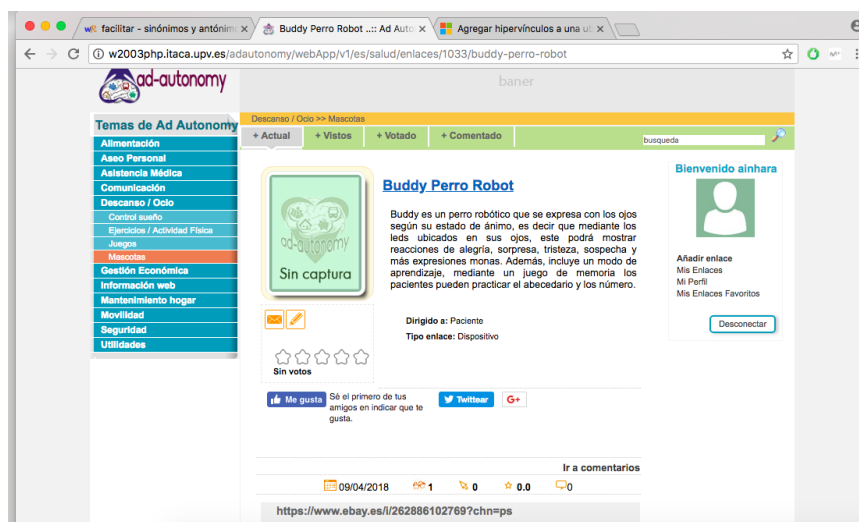 facilitar - sinónimos y antónim
Buddy Perro Robot ..:: Ad Auto
Agregar hipervínculos a una ub
w2003php.itaca.upv.es/adautonomy/webApp/v1/es/salud/enlaces/1033/buddy-perro-robot
ad-autonomy
baner
Temas de Ad Autonomy
Alimentación
Aseo Personal
Asistencia Médica
Comunicación
Descanso / Ocio
Control sueño
Ejercicios / Actividad Física
Juegos
Mascotas
Gestión Económica
Información web
Mantenimiento hogar
Movilidad
Seguridad
Utilidades
Descanso / Ocio >> Mascotas
+ Actual + Vistos + Votado + Comentado
busqueda
ad-autonomy
Sin captura
Buddy Perro Robot
Buddy es un perro robótico que se expresa con los ojos
según su estado de ánimo, es decir que mediante los
leds ubicados en sus ojos, este podrá mostrar
reacciones de alegría, sorpresa, tristeza, sospecha y
más expresiones monas. Además, incluye un modo de
aprendizaje, mediante un juego de memoria los
pacientes pueden practicar el abecedario y los número.
Dirigido a: Paciente
Tipo enlace: Dispositivo
Sin votos
Me gusta
Sé el primero de tus
amigos en indicar que te
gusta.
Twittear
G+
Ir a comentarios
09/04/2018 1 0 0.0 0
https://www.ebay.es/i/262886102769?chn=ps
Bienvenido ainhara
Añadir enlace
Mis Enlaces
Mi Perfil
Mis Enlaces Favoritos
Desconectar